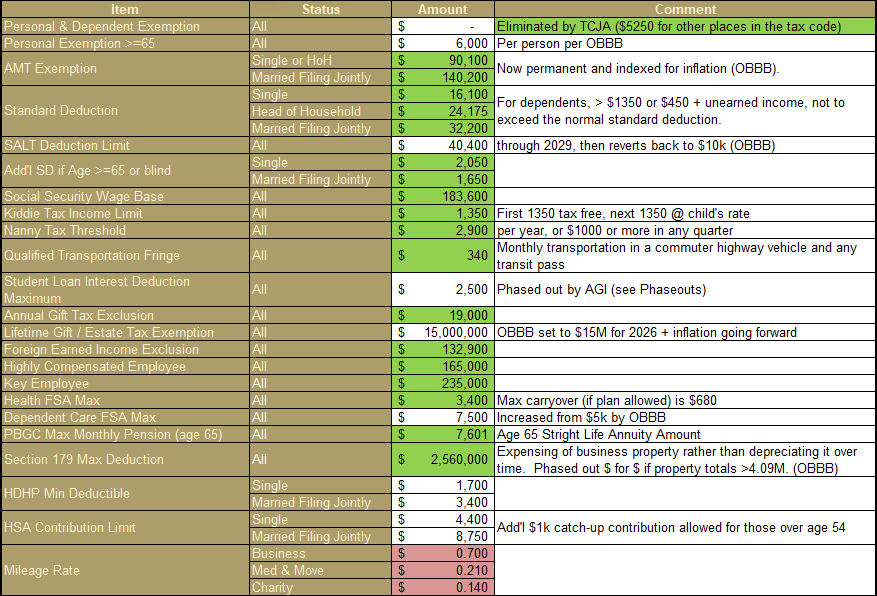 Item Status Amount Comment
Personal & Dependent Exemption All $ - Eliminated by TCJA ($5250 for other places in the tax code)
Personal Exemption >=65 All $ 6,000 Per person per OBBB
AMT Exemption Single or HoH $ 90,100 Now permanent and indexed for inflation (OBBB).
Married Filing Jointly $ 140,200
Standard Deduction Single $ 16,100 For dependents, > $1350 or $450 + unearned income, not to
Head of Household $ 24,175 exceed the normal standard deduction.
Married Filing Jointly $ 32,200
SALT Deduction Limit All $ 40,400 through 2029, then reverts back to $10k (OBBB)
Add'l SD if Age >=65 or blind Single $ 2,050
Married Filing Jointly $ 1,650
Social Security Wage Base All $ 183,600
Kiddie Tax Income Limit All $ 1,350 First 1350 tax free, next 1350 @ child's rate
Nanny Tax Threshold All $ 2,900 per year, or $1000 or more in any quarter
Qualified Transportation Fringe All $ 340 Monthly transportation in a commuter highway vehicle and any
transit pass
Student Loan Interest Deduction
Maximum All $ 2,500 Phased out by AGI (see Phaseouts)
Annual Gift Tax Exclusion All $ 19,000
Lifetime Gift / Estate Tax Exemption All $ 15,000,000 OBBB set to $15M for 2026 + inflation going forward
Foreign Earned Income Exclusion All $ 132,900
Highly Compensated Employee All $ 165,000
Key Employee All $ 235,000
Health FSA Max All $ 3,400 Max carryover (if plan allowed) is $680
Dependent Care FSA Max All $ 7,500 Increased from $5k by OBBB
PBGC Max Monthly Pension (age 65) All $ 7,601 Age 65 Stright Life Annuity Amount
Section 179 Max Deduction All $ 2,560,000 Expensing of business property rather than depreciating it over
time. Phased out $ for $ if property totals >4.09M. (OBBB)
HDHP Min Deductible Single $ 1,700
Married Filing Jointly $ 3,400
HSA Contribution Limit Single $ 4,400 Add'l $1k catch-up contribution allowed for those over age 54
Married Filing Jointly $ 8,750
Mileage Rate Business $ 0.700
Med & Move $ 0.210
Charity $ 0.140